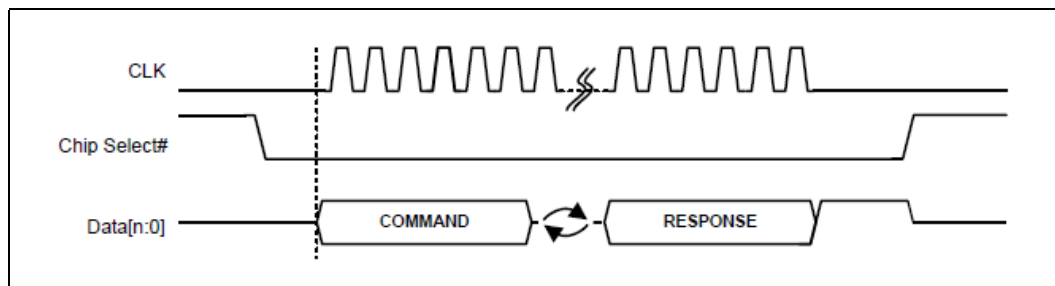 CLK
Chip Select#
Data[n:0]
COMMAND
RESPONSE